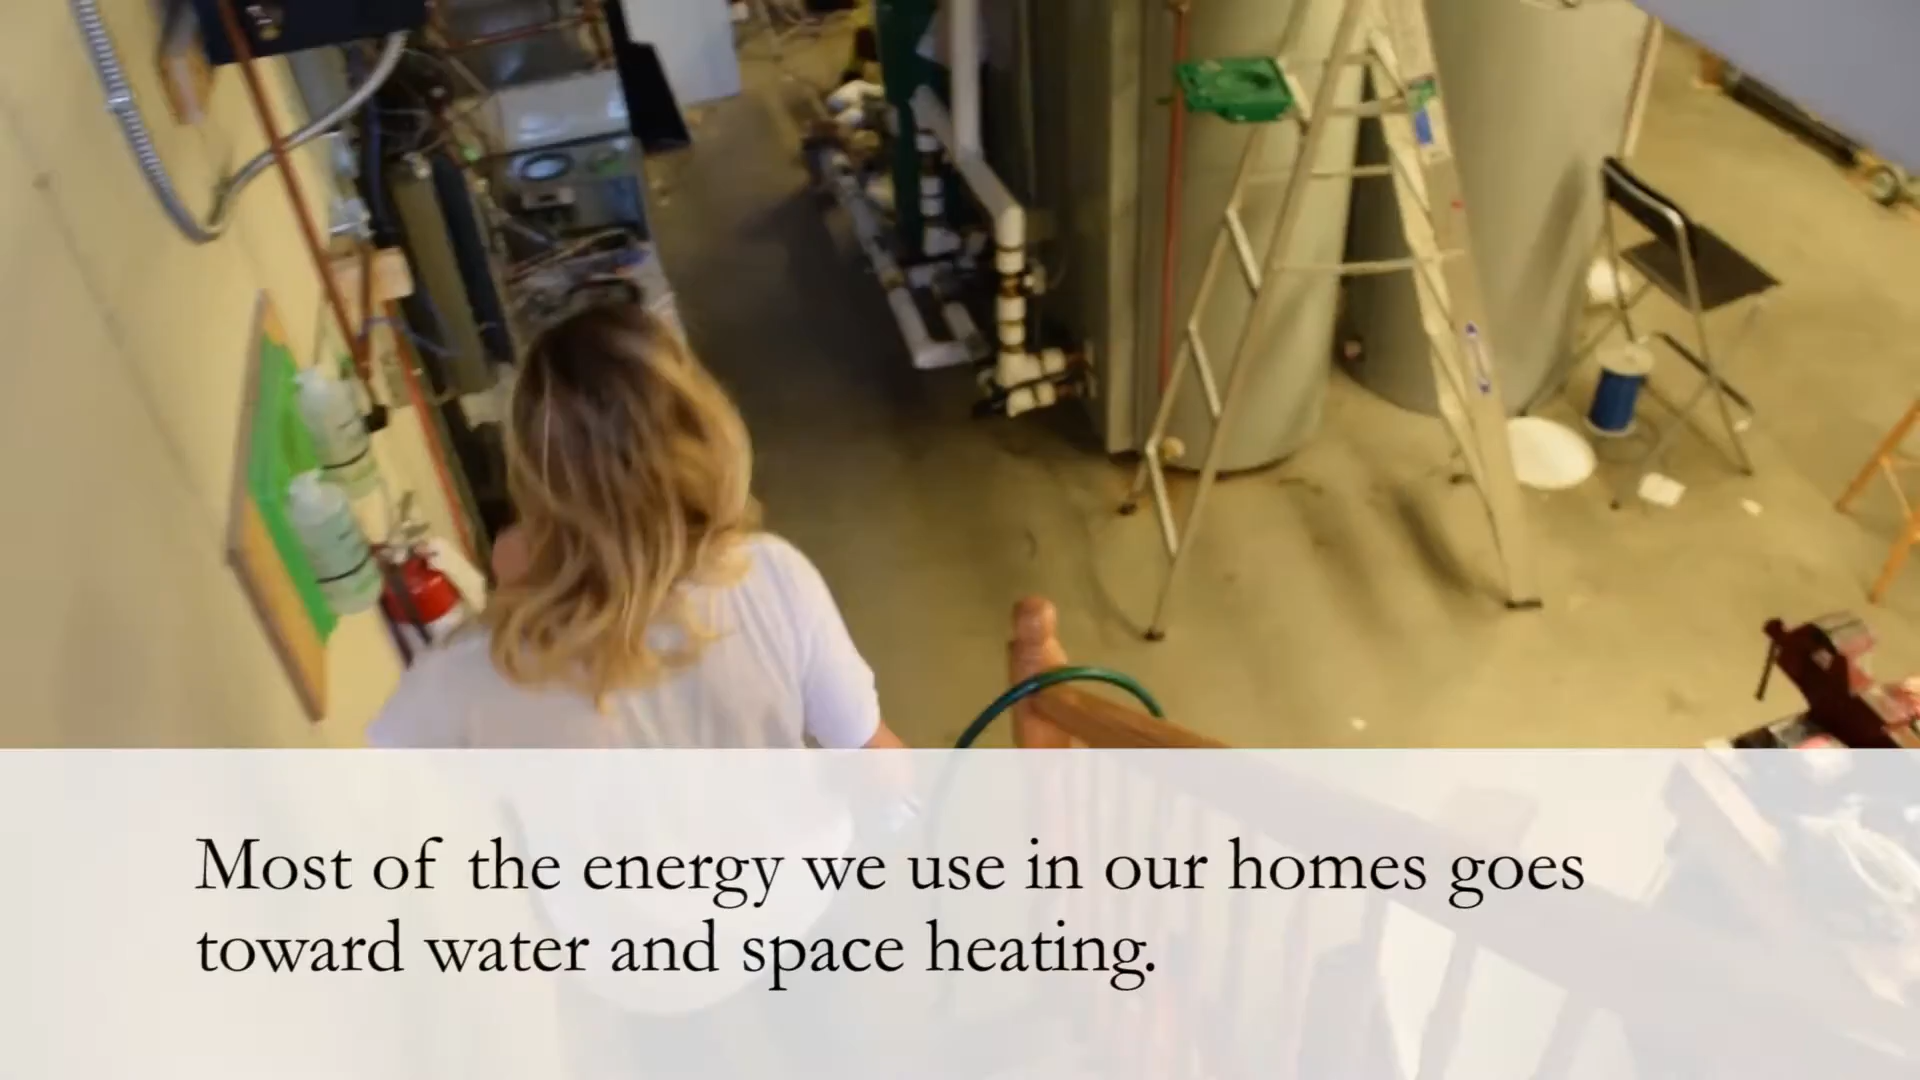 Most of the energy we use in our homes goes
toward water and space heating.